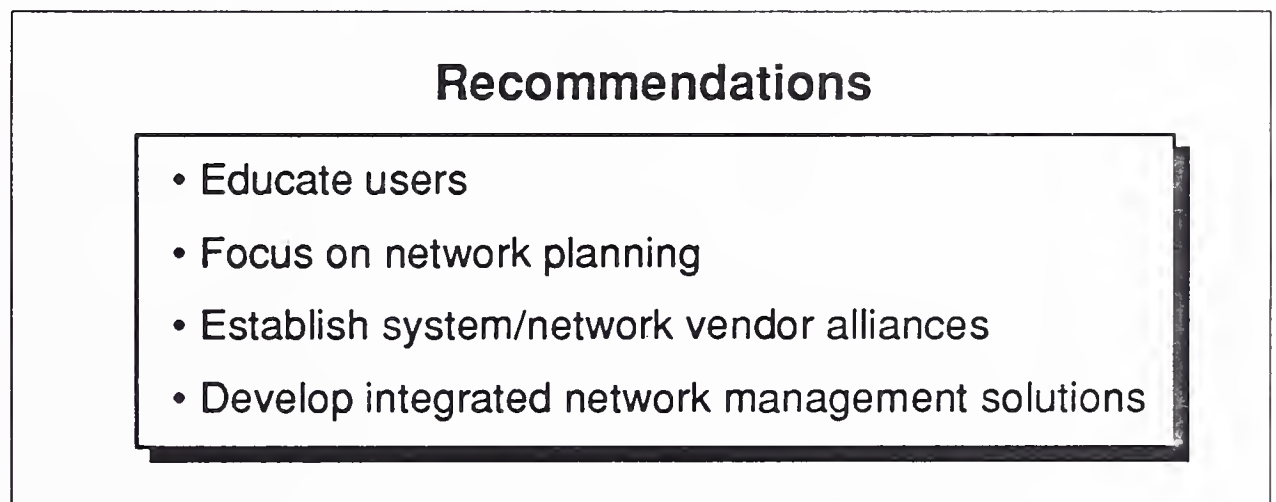 Recommendations
• Educate users
• Focus on network planning
• Establish system/network vendor alliances
• Develop integrated network management solutions